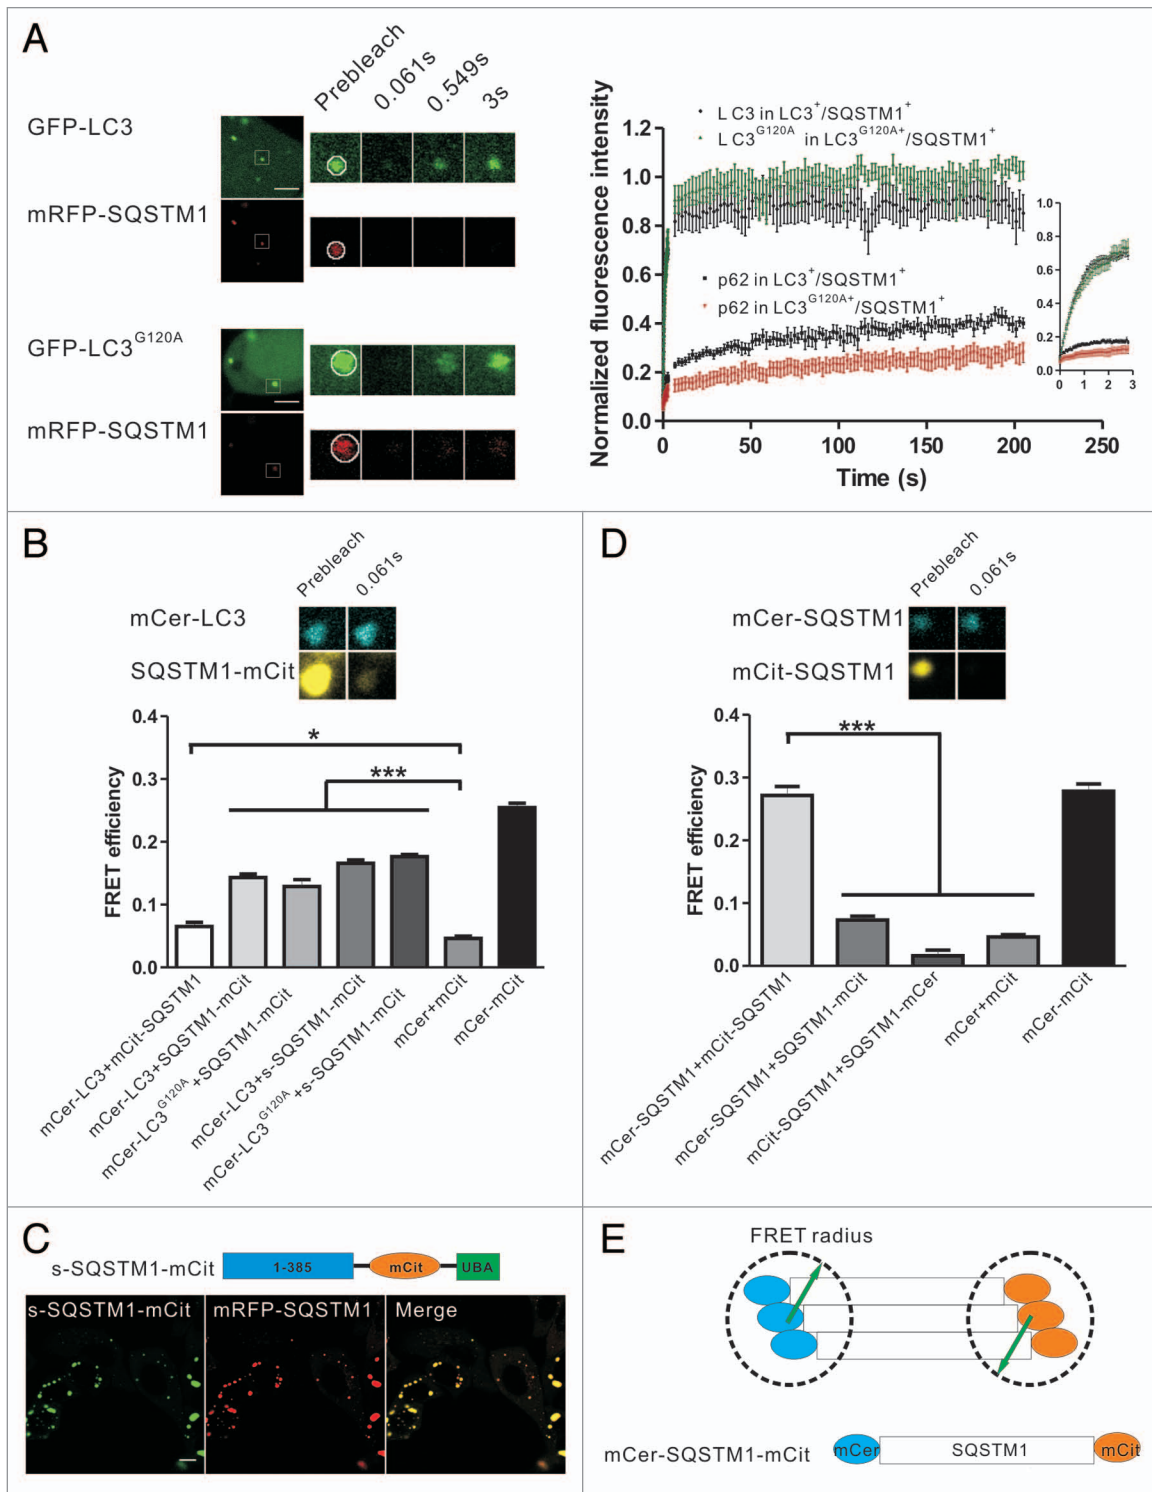 A
Prebleach
0.061s
0.549s
3s
GFP-LC3
mRFP-SQSTM1
GFP-LC3G120A
mRFP-SQSTM1
Normalized fluorescence intensity
1.2
1.0
0.8
0.6
0.4
0.2
0.0
0
50
100
150
200
250
Time (s)
LC3 in LC3+/SQSTM1+
LC3G120A in LC3G120A+/SQSTM1+
p62 in LC3+/SQSTM1+
p62 in LC3G120A+/SQSTM1+
1.0
0.8
0.6
0.4
0.2
0.0
0
1
2
3
B
Prebleach
0.061s
mCer-LC3
SQSTM1-mCit
FRET efficiency
0.4
0.3
0.2
0.1
0.0
*
***
mCer-LC3+mCit-SQSTM1
mCer-LC3+SQSTM1-mCit
mCer-LC3G120A+SQSTM1-mCit
mCer-LC3+s-SQSTM1-mCit
mCer-LC3G120A+s-SQSTM1-mCit
mCer+mCit
mCer-mCit
D
Prebleach
0.061s
mCer-SQSTM1
mCit-SQSTM1
FRET efficiency
0.4
0.3
0.2
0.1
0.0
***
mCer-SQSTM1+mCit-SQSTM1
mCer-SQSTM1+SQSTM1-mCit
mCit-SQSTM1+SQSTM1-mCer
mCer+mCit
mCer-mCit
C
s-SQSTM1-mCit
1-385
mCit
UBA
s-SQSTM1-mCit
mRFP-SQSTM1
Merge
E
FRET radius
mCer-SQSTM1-mCit
mCer
SQSTM1
mCit